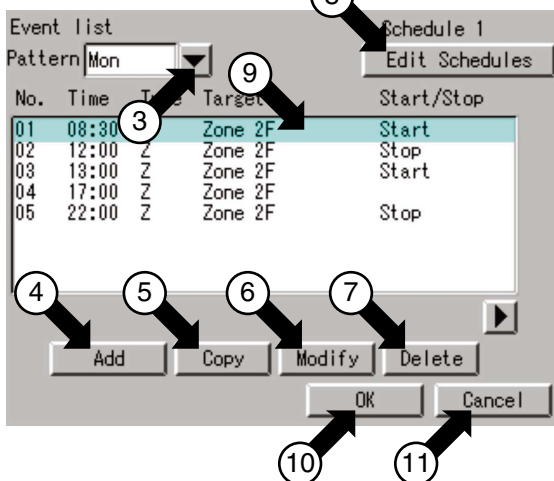 Event list Schedule 1
Pattern Mon Edit Schedules
9
No. Time Target Start/Stop
3
01 08:30 Zone 2F Start
02 12:00 Z Zone 2F Stop
03 13:00 Z Zone 2F Start
04 17:00 Z Zone 2F
05 22:00 Z Zone 2F Stop
4 5 6 7
Add Copy Modify Delete
OK Cancel
10 11